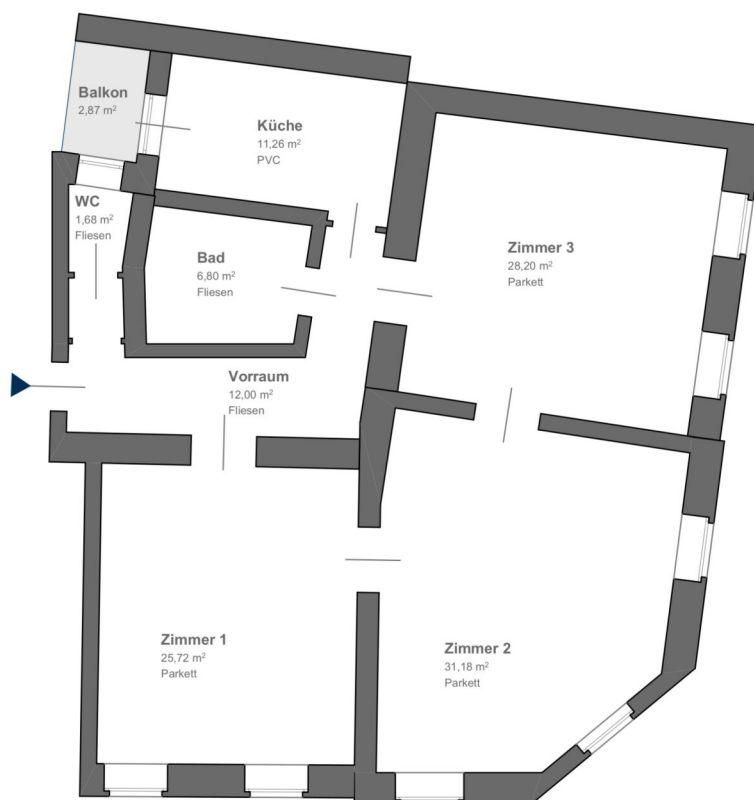 Balkon
2,87 m²
Küche
11,26 m²
PVC
WC
1,68 m²
Fliesen
Bad
6,80 m²
Fliesen
Zimmer 3
28,20 m²
Parkett
Vorraum
12,00 m²
Fliesen
Zimmer 1
25,72 m²
Parkett
Zimmer 2
31,18 m²
Parkett